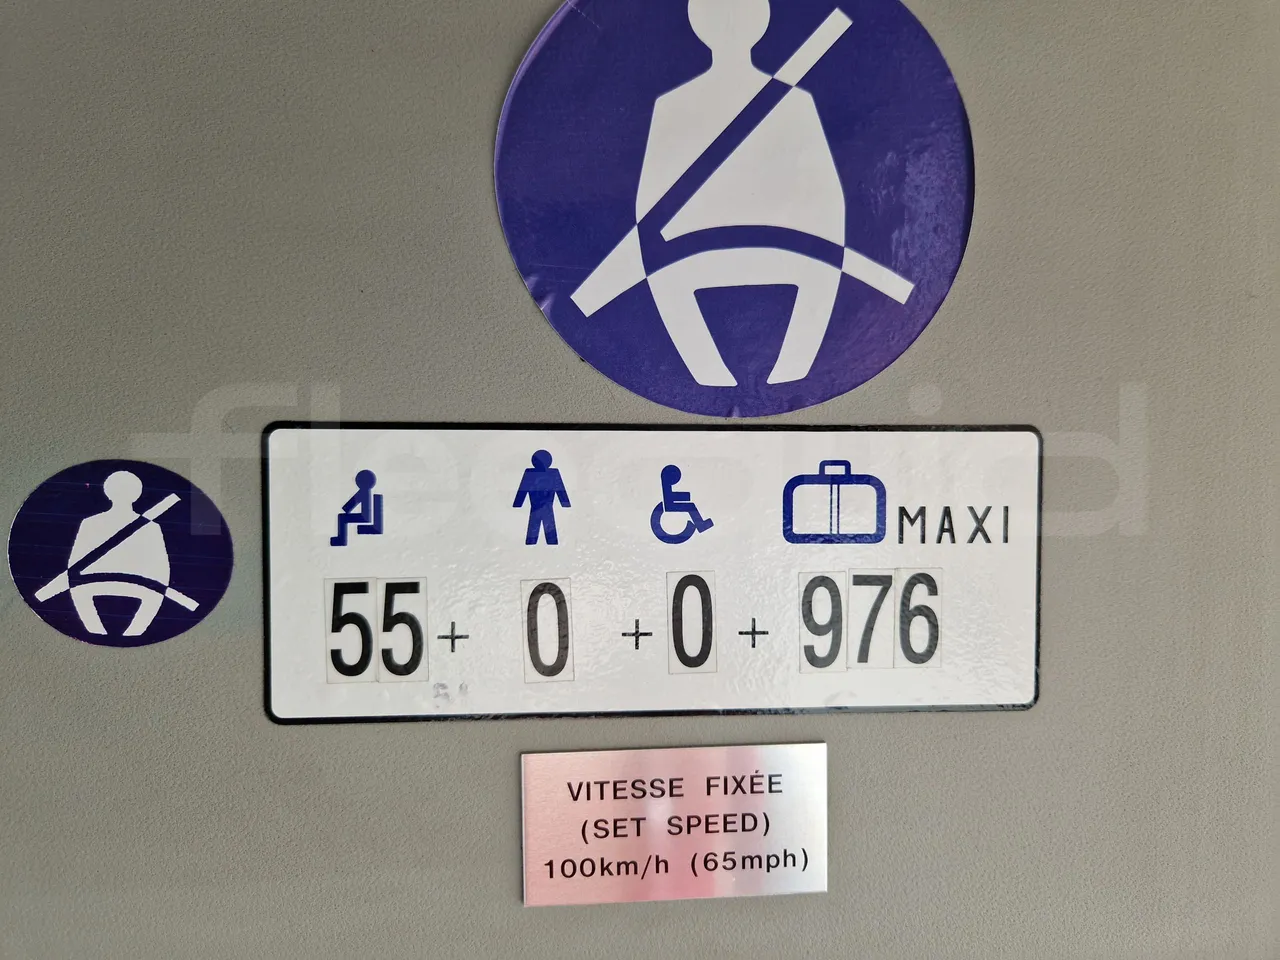 MAXI
55 + 0 + 0 + 976
VITESSE FIXÉE
(SET SPEED)
100km/h (65mph)